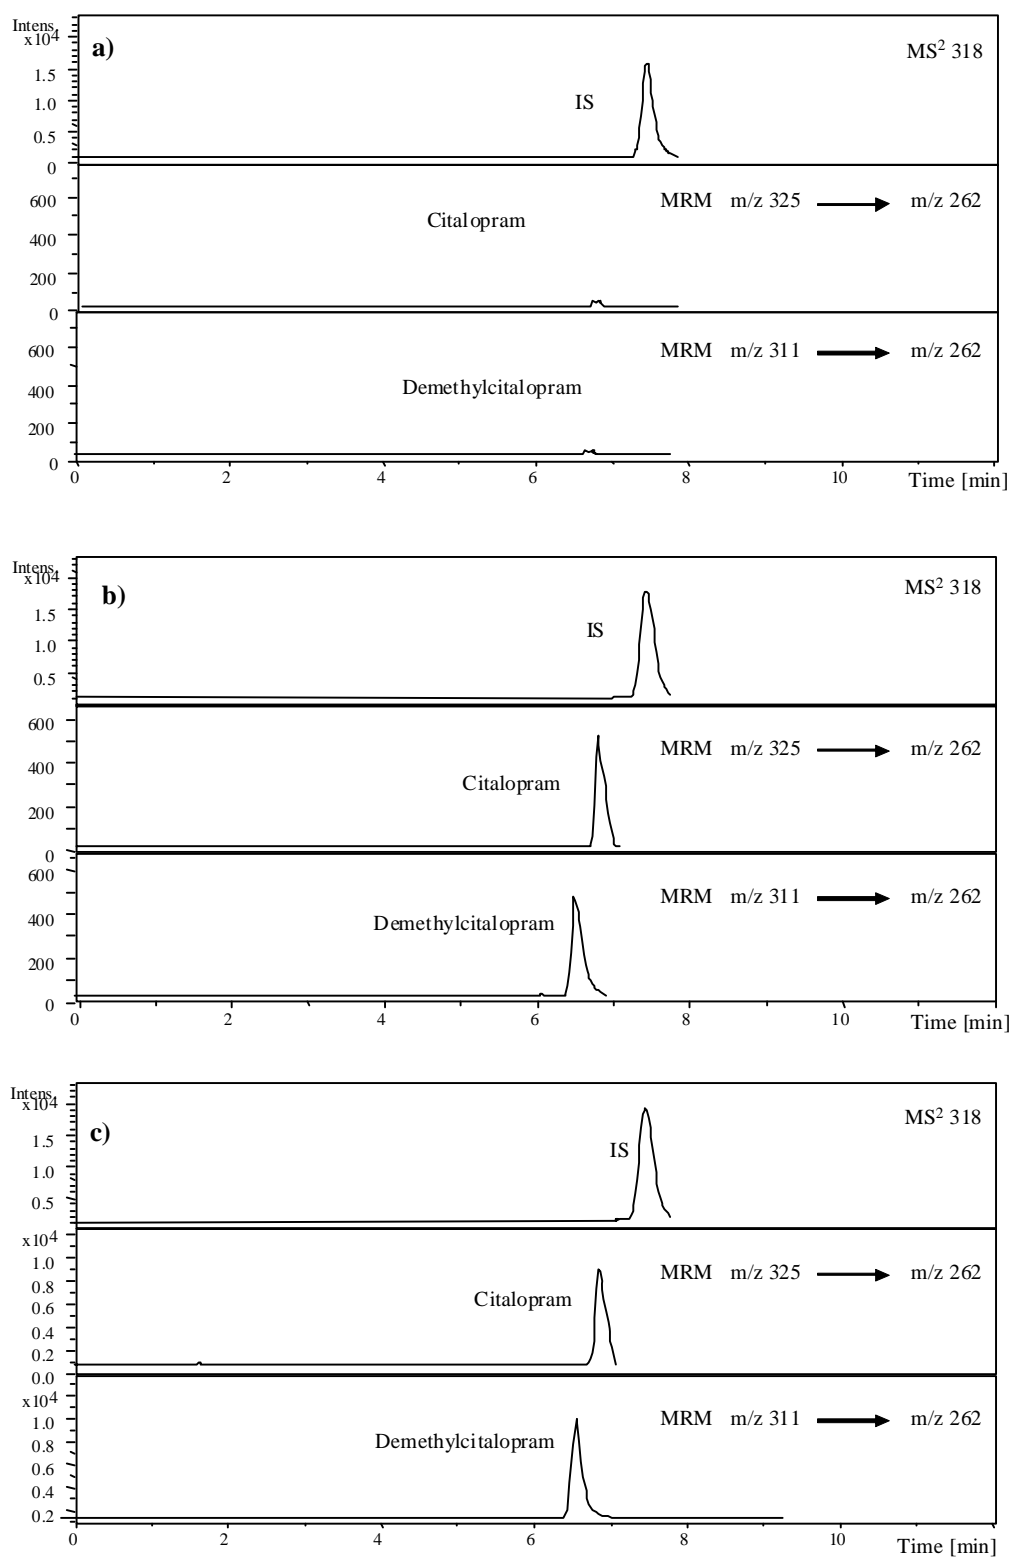 Intens.
x10⁴
a)
MS² 318
1.5
IS
1.0
0.5
0
600
MRM m/z 325 m/z 262
Citalopram
400
200
0
MRM m/z 311 m/z 262
600
Demethylcitalopram
400
200
0
0 2 4 6 8 10
Time [min]
Intens.
x10⁴
b)
MS² 318
1.5
IS
1.0
0.5
600
MRM m/z 325 m/z 262
400
Citalopram
200
0
600
MRM m/z 311 m/z 262
400
Demethylcitalopram
200
0
0 2 4 6 8 10
Time [min]
Intens.
x10⁴
c)
MS² 318
1.5
IS
1.0
0.5
x10⁴
1.0
MRM m/z 325 m/z 262
0.8
Citalopram
0.6
0.4
0.2
0.0
x10⁴
1.0
MRM m/z 311 m/z 262
0.8
Demethylcitalopram
0.6
0.4
0.2
0 2 4 6 8 10
Time [min]